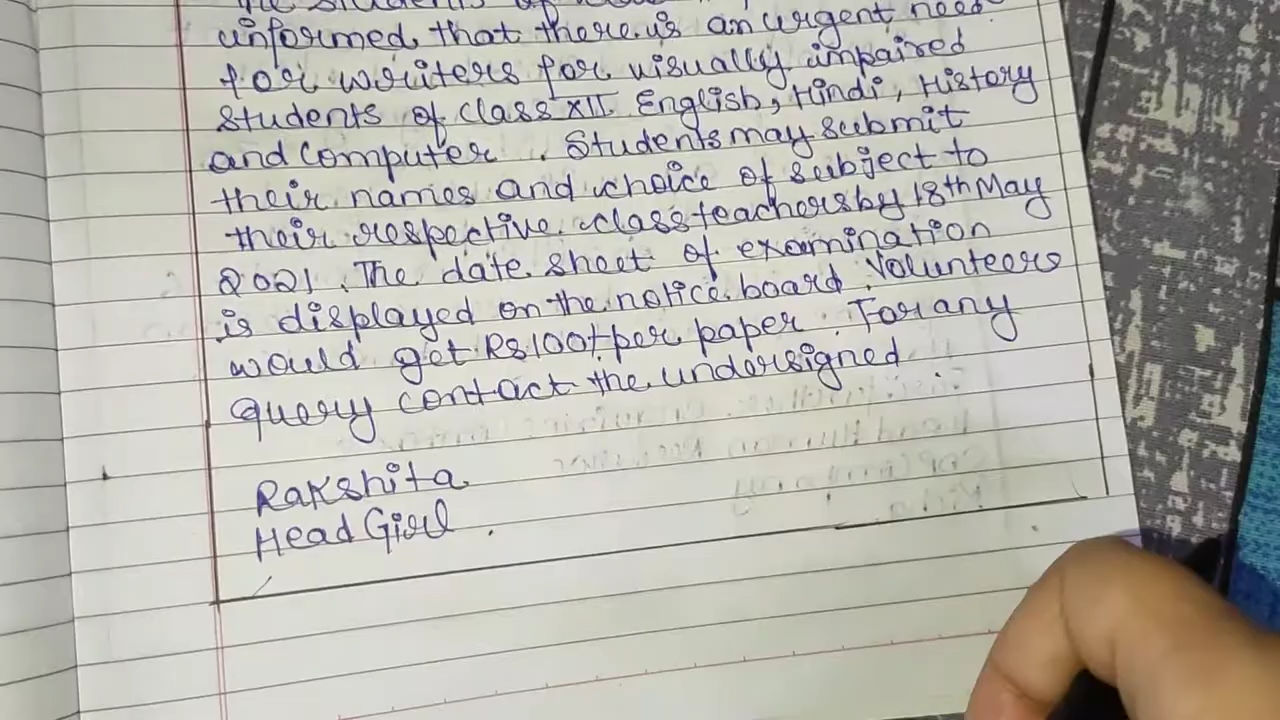 the students of
informed that there is an urgent need
for writers for visually impaired
students of class XII English, Hindi, History
and computer. Students may submit
their names and choice of subject to
their respective class teachers by 18th May
2021. The date sheet of examination
is displayed on the notice board. Volunteers
would get Rs100 per paper. For any
query contact the undersigned.
Rakshita
Head Girl.